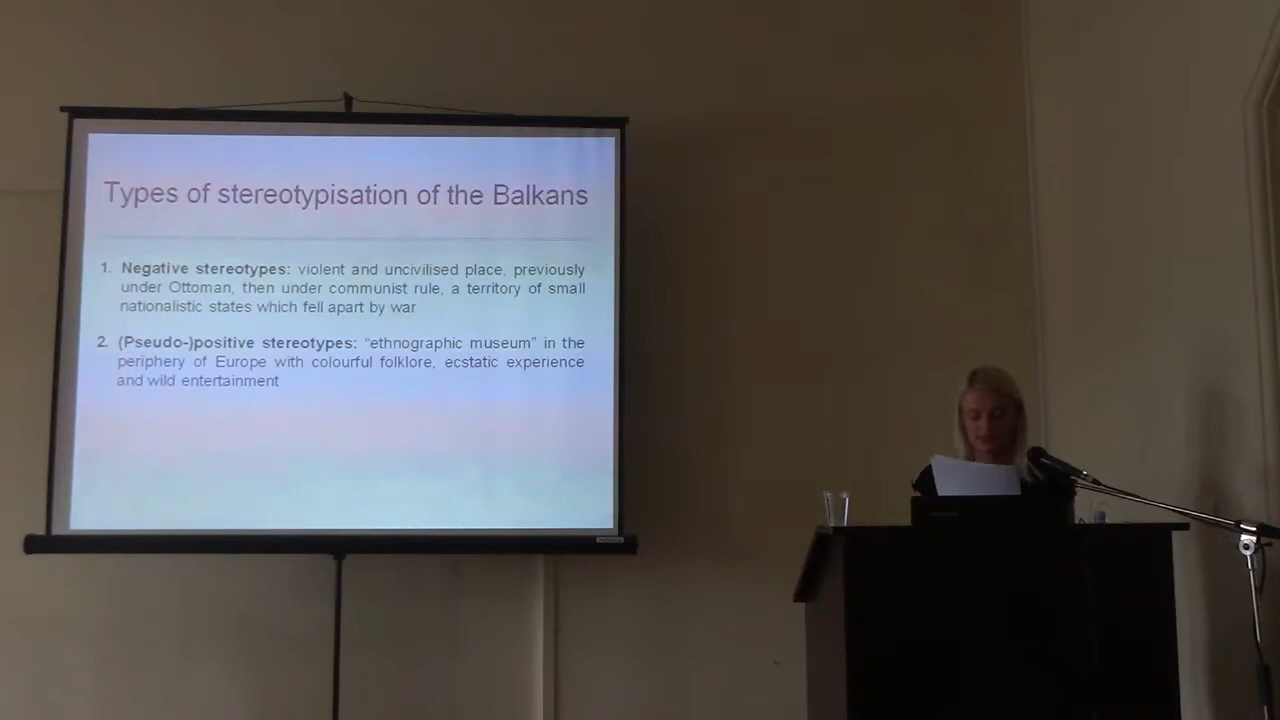 Types of stereotypisation of the Balkans
1. Negative stereotypes: violent and uncivilised place, previously
under Ottoman, then under communist rule, a territory of small
nationalistic states which fell apart by war
2. (Pseudo-)positive stereotypes: “ethnographic museum” in the
periphery of Europe with colourful folklore, ecstatic experience
and wild entertainment